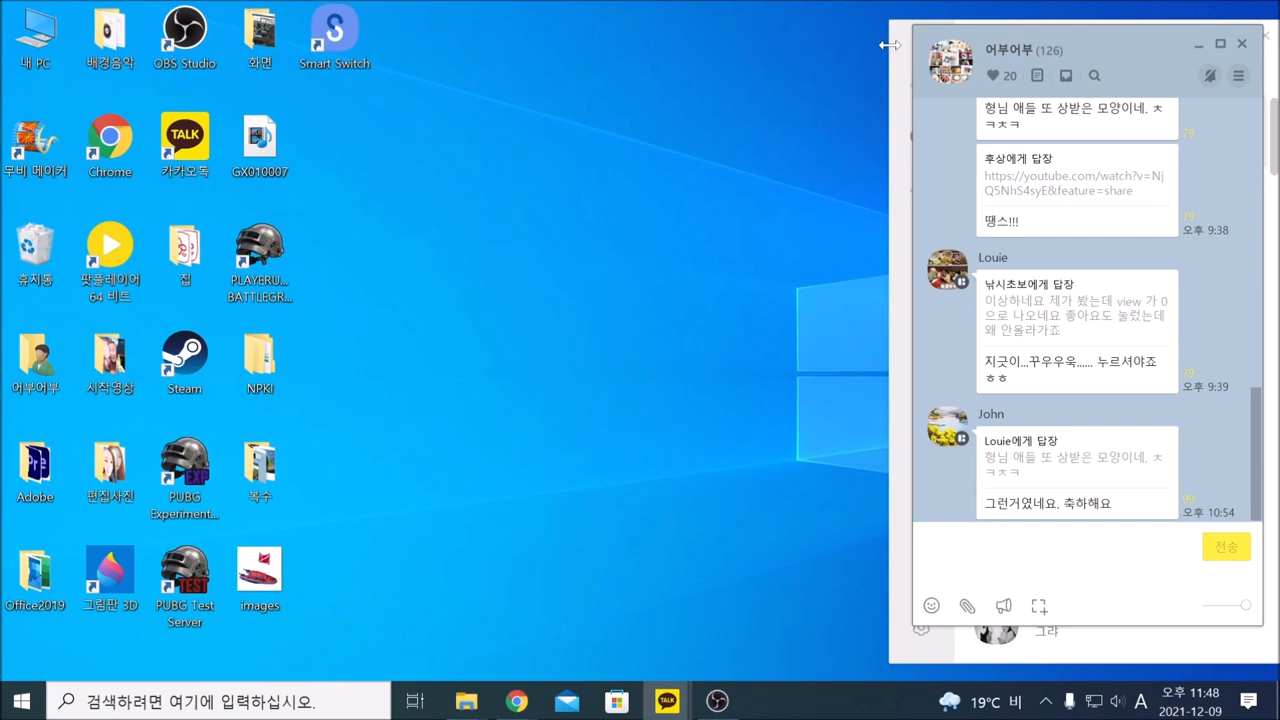 내 PC
배경음악
OBS Studio
화면
Smart Switch
무비 메이커
Chrome
TALK
카카오톡
GX010007
휴지통
팟플레이어
64 비트
집
PLAYERU...
BATTLEGR...
어부어부
시작영상
Steam
NPKI
Adobe
편집사진
EXP
PUBG
Experiment...
복수
Office2019
그림판 3D
TEST
PUBG Test
Server
images
어부어부 (126)
20
형님 애들 또 상받은 모양이네. ㅊ
ㅋㅊㅋ
79
후상에게 답장
https://youtube.com/watch?v=Nj
Q5NhS4syE&feature=share
땡스!!!
79
오후 9:38
Louie
낚시초보에게 답장
이상하네요 제가 봤는데 view 가 0
으로 나오네요 좋아요도 눌렀는데
왜 안올라가죠
지긋이...꾸우우욱...... 누르셔야죠
ㅎㅎ
79
오후 9:39
John
Louie에게 답장
형님 애들 또 상받은 모양이네. ㅊ
ㅋㅊㅋ
그런거였네요. 축하해요
99
오후 10:54
전송
그랴
검색하려면 여기에 입력하십시오.
TALK
19°C 비
A
오후 11:48
2021-12-09